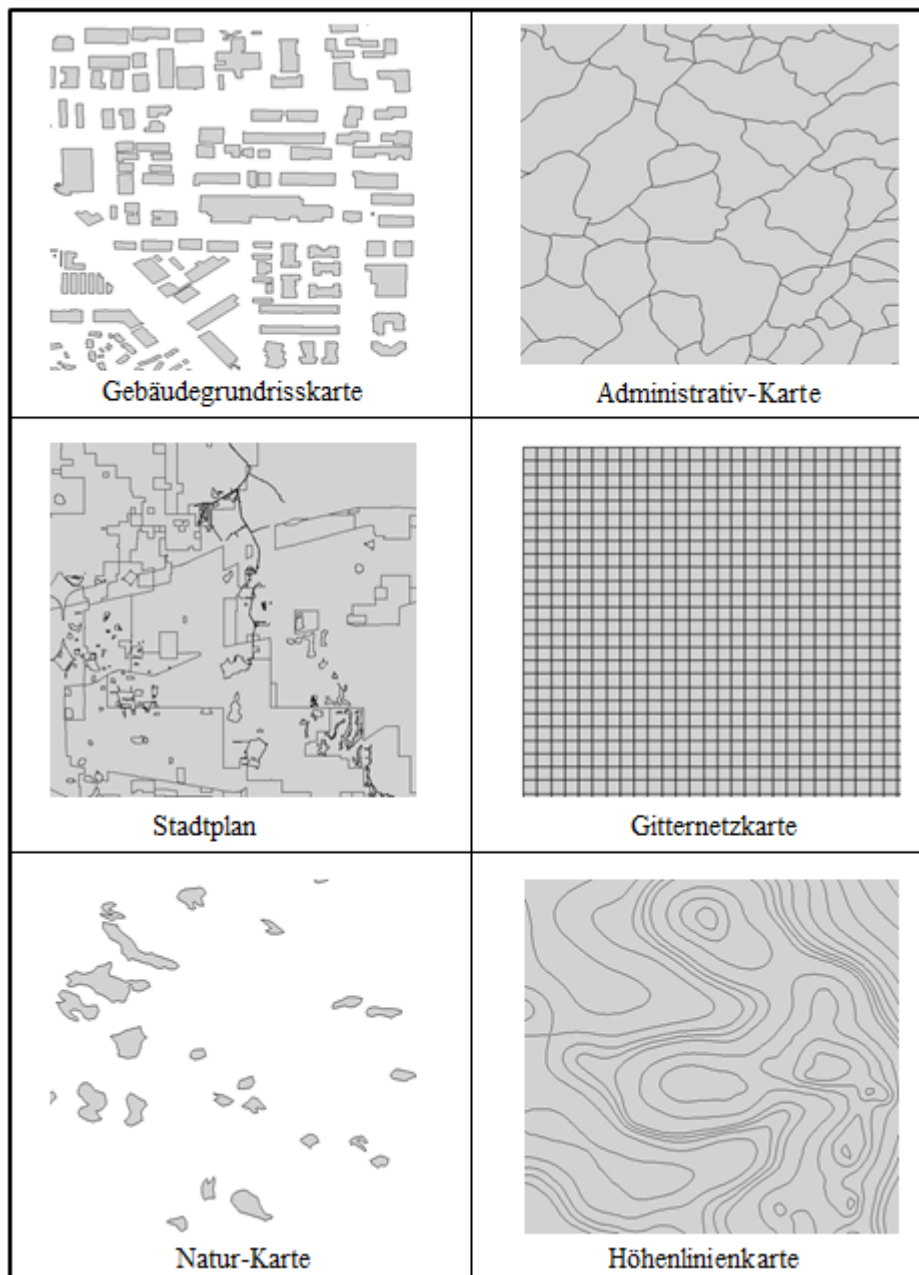 Gebäudegrundrisskarte
Administrativ-Karte
Stadtplan
Gitternetzkarte
Natur-Karte
Höhenlinienkarte